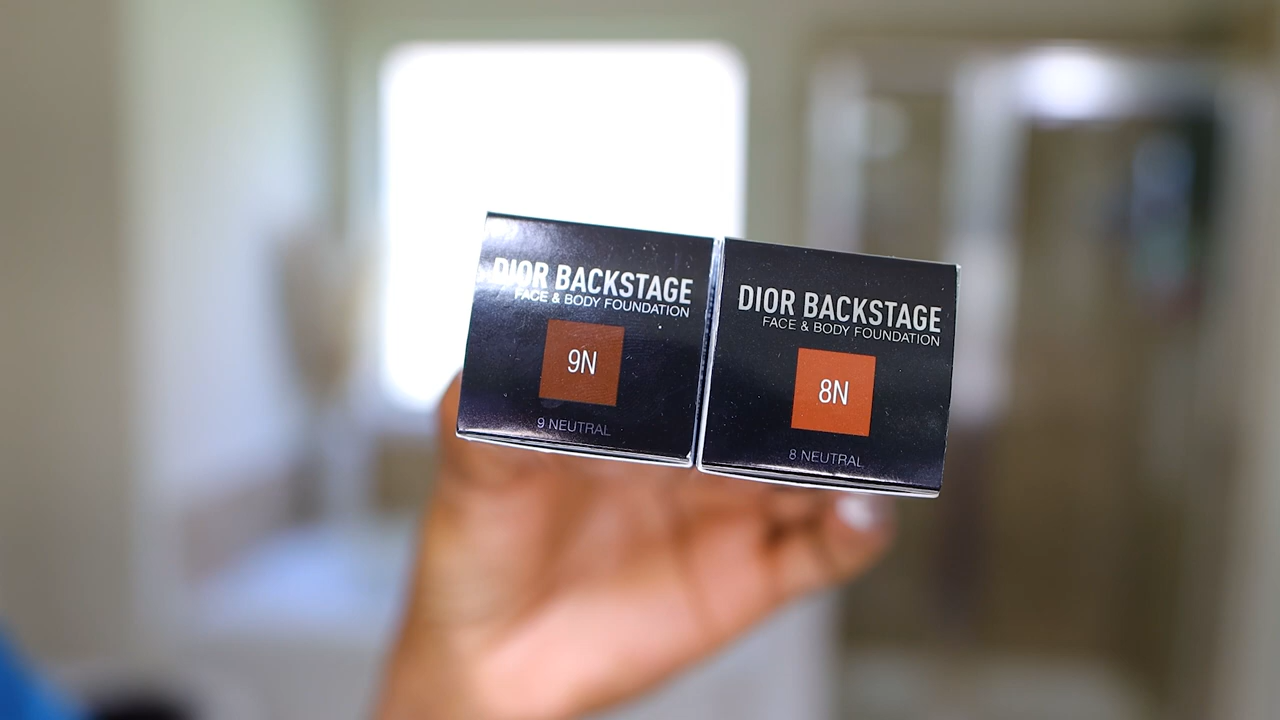 DIOR BACKSTAGE
FACE & BODY FOUNDATION
9N
9 NEUTRAL
DIOR BACKSTAGE
FACE & BODY FOUNDATION
8N
8 NEUTRAL